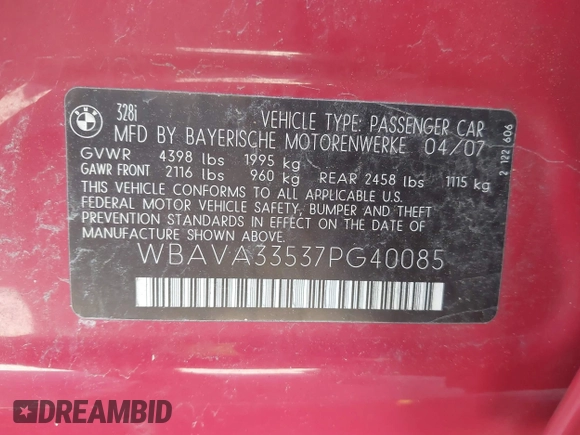 BMW
328i
VEHICLE TYPE: PASSENGER CAR
MFD BY BAYERISCHE MOTORENWERKE 04/07
GVWR 4398 lbs 1995 kg
GAWR FRONT 2116 lbs 960 kg REAR 2458 lbs 1115 kg
THIS VEHICLE CONFORMS TO ALL APPLICABLE U.S.
FEDERAL MOTOR VEHICLE SAFETY, BUMPER AND THEFT
PREVENTION STANDARDS IN EFFECT ON THE DATE OF
MANUFACTURE SHOWN ABOVE.
WBAVA33537PG40085
2 122 606
DREAMBID